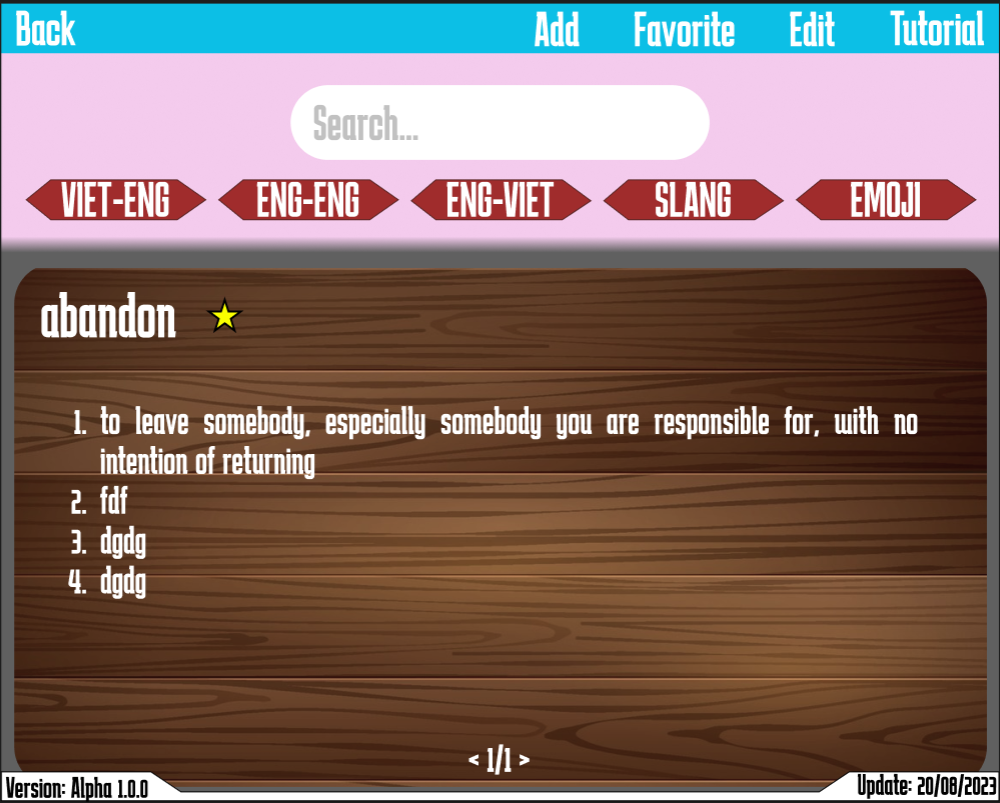 Back Add Favorite Edit Tutorial
Search...
VIET-ENG ENG-ENG ENG-VIET SLANG EMOJI
abandon
1. to leave somebody, especially somebody you are responsible for, with no
intention of returning
2. fdf
3. dgdg
4. dgdg
< 1/1 >
Version: Alpha 1.0.0 Update: 20/08/2023